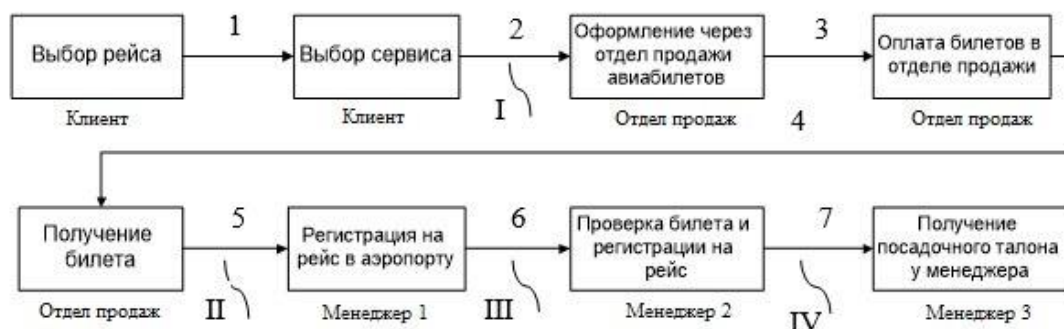 1
2
3
Выбор рейса
Выбор сервиса
Оформление через
отдел продажи
авиабилетов
Оплата билетов в
отделе продажи
Клиент
Клиент
I
Отдел продаж
4
Отдел продаж
5
6
7
Получение
билета
Регистрация на
рейс в аэропорту
Проверка билета и
регистрации на
рейс
Получение
посадочного талона
у менеджера
Отдел продаж
II
Менеджер 1
III
Менеджер 2
IV
Менеджер 3